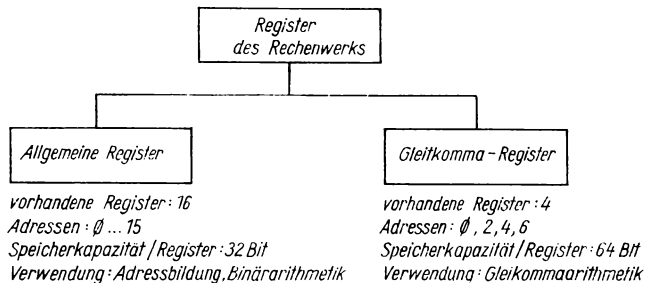 Register
des Rechenwerks
Allgemeine Register
Gleitkomma-Register
vorhandene Register: 16
Adressen: Ø ... 15
Speicherkapazität/Register: 32 Bit
Verwendung: Adressbildung, Binärarithmetik
vorhandene Register: 4
Adressen: Ø, 2, 4, 6
Speicherkapazität/Register: 64 Bit
Verwendung: Gleikommaarithmetik